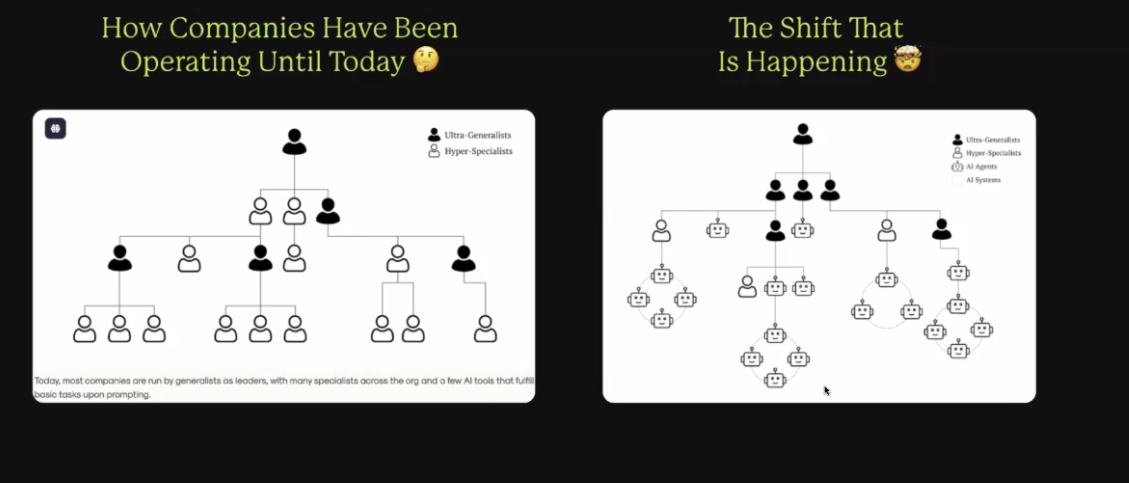 How Companies Have Been
Operating Until Today 🤔
Ultra-Generalists
Hyper-Specialists
Today, most companies are run by generalists as leaders, with many specialists across the org and a few AI tools that fulfill
basic tasks upon prompting.
The Shift That
Is Happening 🤯
Ultra-Generalists
Hyper-Specialists
AI Agents
AI Systems